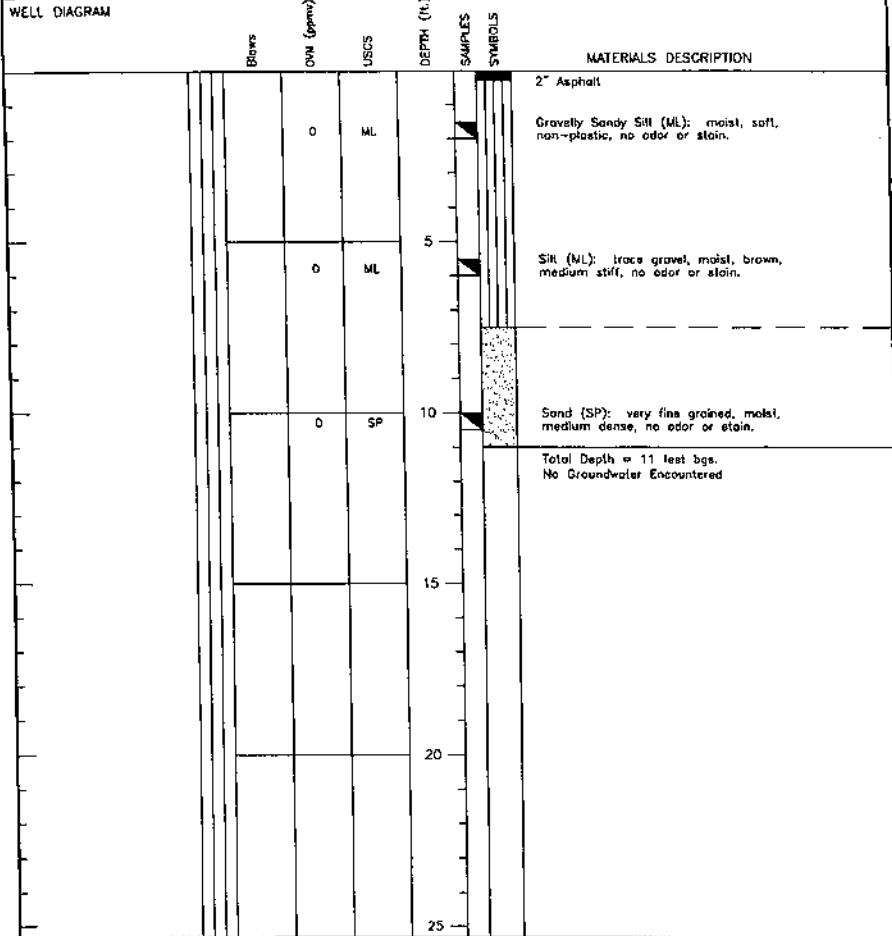 WELL DIAGRAM
Blows
OVM (ppmv)
USCS
DEPTH (ft.)
SAMPLES
SYMBOLS
MATERIALS DESCRIPTION
2" Asphalt
0 ML
Gravelly Sandy Silt (ML): moist, soft,
non-plastic, no odor or stain.
5
0 ML
Silt (ML): trace gravel, moist, brown,
medium stiff, no odor or stain.
10
0 SP
Sand (SP): very fine grained, moist,
medium dense, no odor or stain.
Total Depth = 11 feet bgs.
No Groundwater Encountered
15
20
25